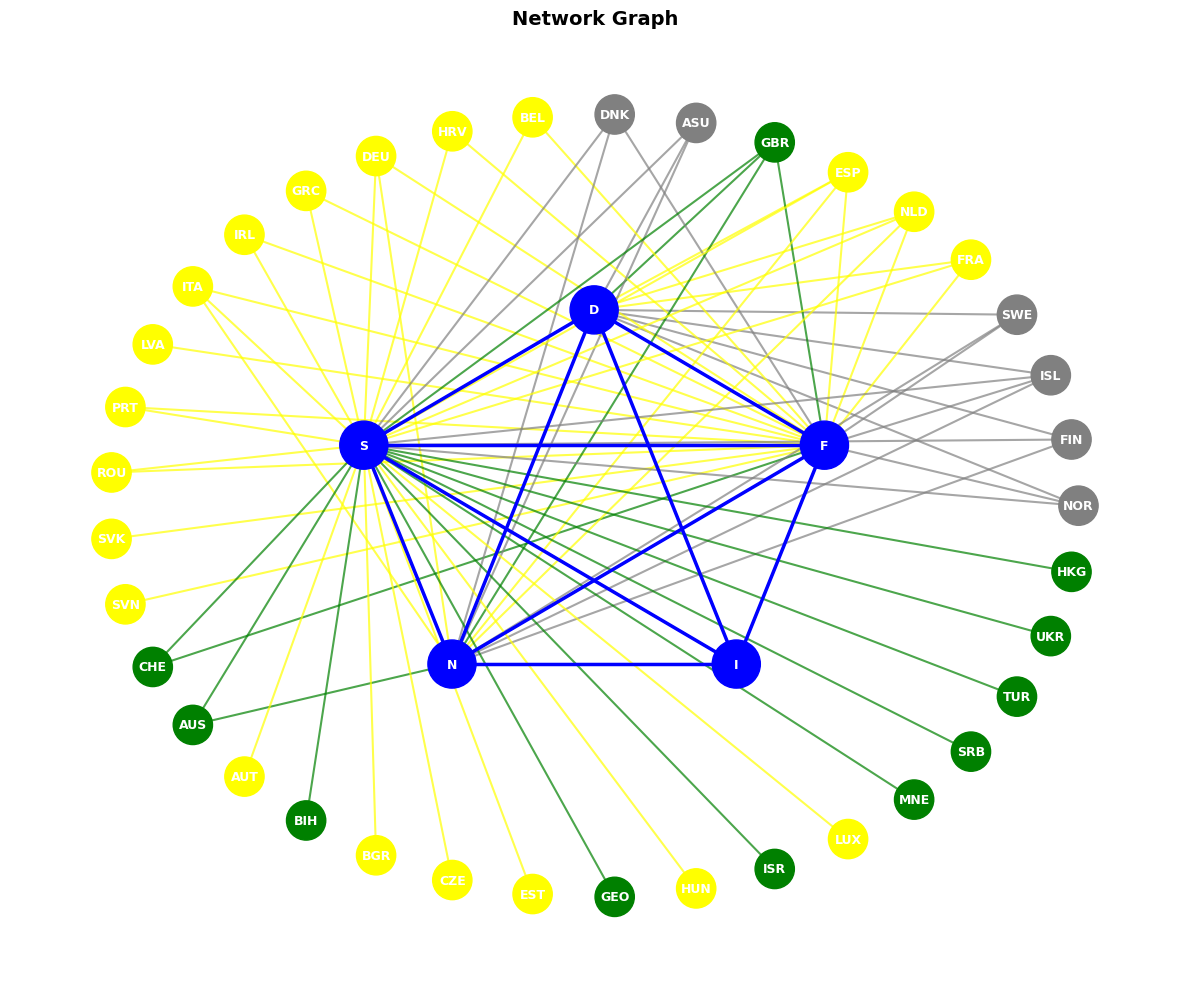 Network Graph
DNK
BEL
ASU
HRV
GBR
DEU
ESP
GRC
NLD
IRL
FRA
ITA
D
SWE
LVA
ISL
PRT
FIN
S
F
ROU
NOR
SVK
HKG
SVN
UKR
N
I
CHE
TUR
AUS
SRB
AUT
MNE
BIH
LUX
BGR
ISR
CZE
HUN
EST
GEO